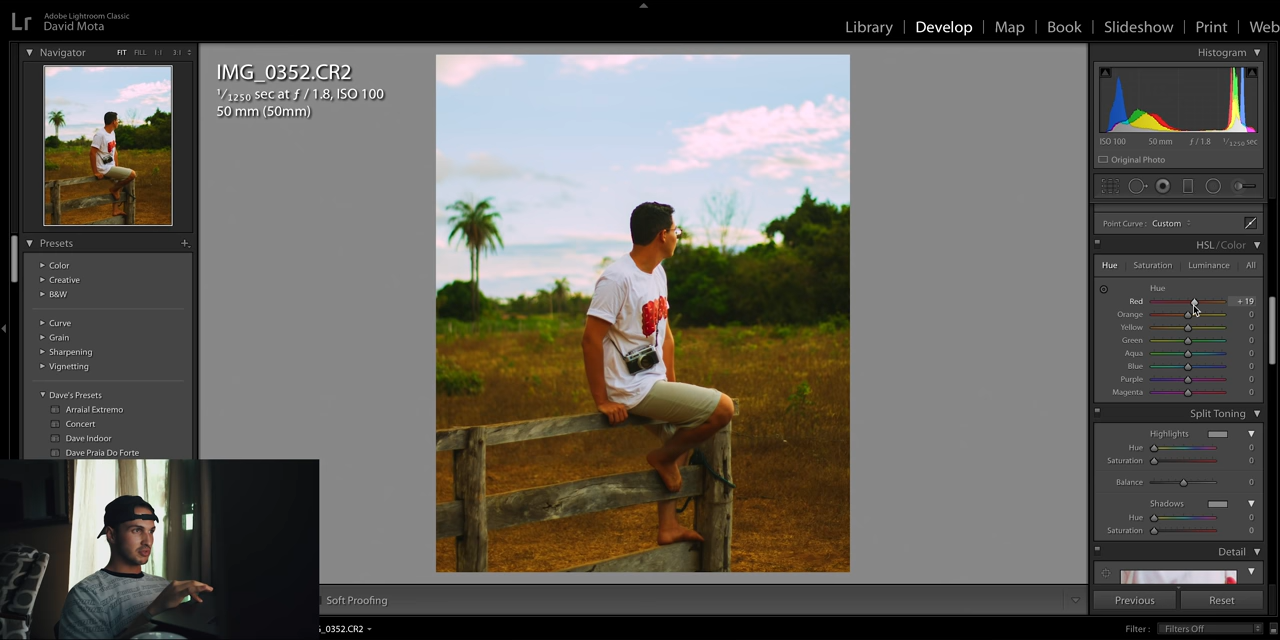 Lr
Adobe Lightroom Classic
David Mota
Library | Develop | Map | Book | Slideshow | Print | Web
Navigator FIT FILL 1:1 3:1
Presets +
Color
Creative
B&W
Curve
Grain
Sharpening
Vignetting
Dave's Presets
Arraial Extremo
Concert
Dave Indoor
Dave Praia Do Forte
IMG_0352.CR2
1/1250 sec at ƒ / 1.8, ISO 100
50 mm (50mm)
Soft Proofing
_0352.CR2
Histogram
ISO 100 50 mm ƒ / 1.8 1/1250 sec
Original Photo
Point Curve : Custom
HSL / Color
Hue Saturation Luminance All
Hue
Red + 19
Orange 0
Yellow 0
Green 0
Aqua 0
Blue 0
Purple 0
Magenta 0
Split Toning
Highlights
Hue 0
Saturation 0
Balance 0
Shadows
Hue 0
Saturation 0
Detail
Previous Reset
Filter : Filters Off